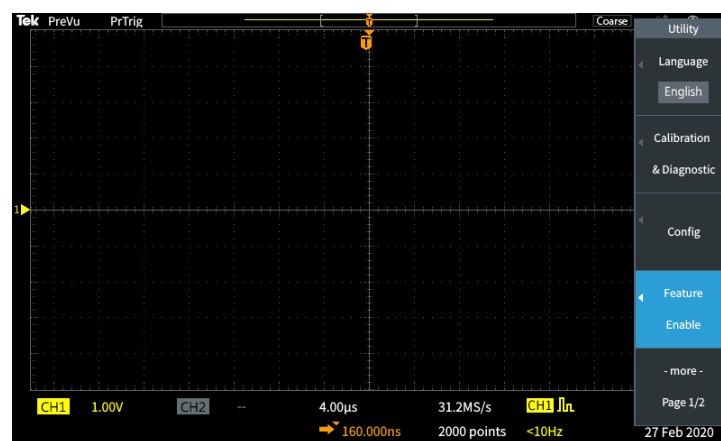 Tek PreVu PrTrig Coarse
Utility
T
T
Language
English
Calibration
& Diagnostic
1
Config
Feature
Enable
- more -
Page 1/2
CH1 1.00V CH2 -- 4.00µs 31.2MS/s CH1
160.000ns 2000 points <10Hz 27 Feb 2020